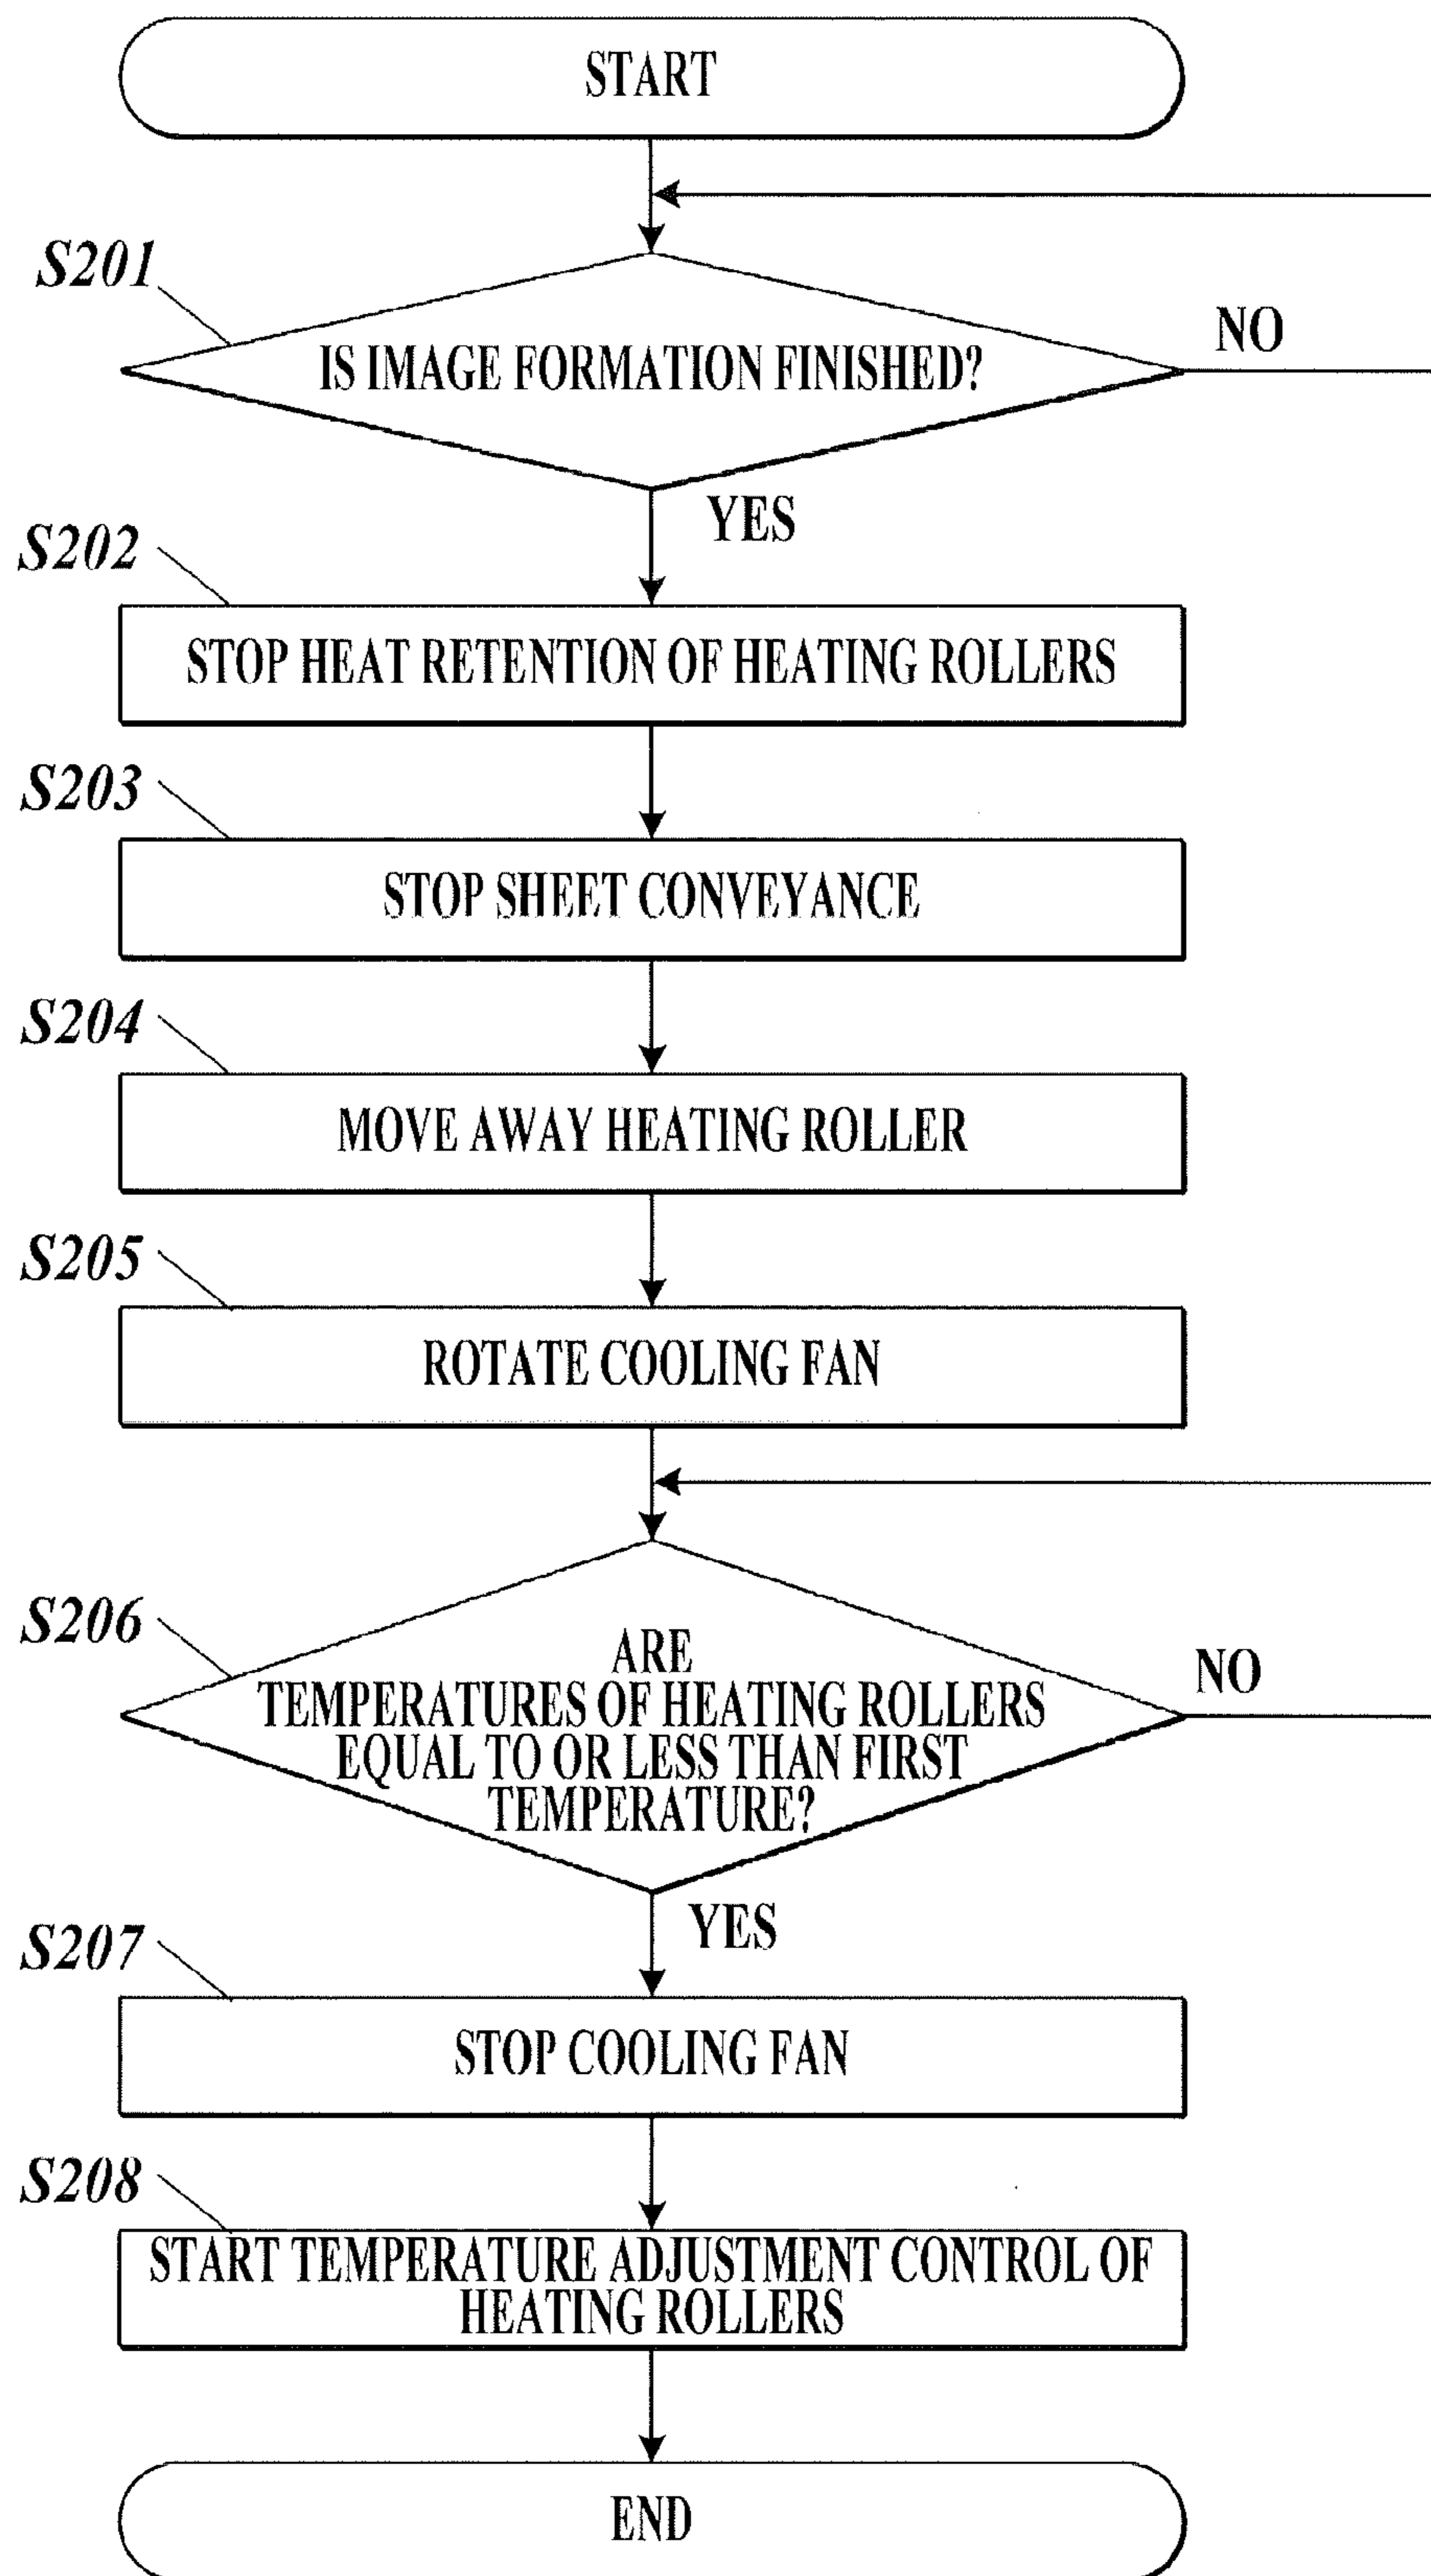 START
S201
IS IMAGE FORMATION FINISHED?
NO
YES
S202
STOP HEAT RETENTION OF HEATING ROLLERS
S203
STOP SHEET CONVEYANCE
S204
MOVE AWAY HEATING ROLLER
S205
ROTATE COOLING FAN
S206
ARE
TEMPERATURES OF HEATING ROLLERS
EQUAL TO OR LESS THAN FIRST
TEMPERATURE?
NO
YES
S207
STOP COOLING FAN
S208
START TEMPERATURE ADJUSTMENT CONTROL OF
HEATING ROLLERS
END